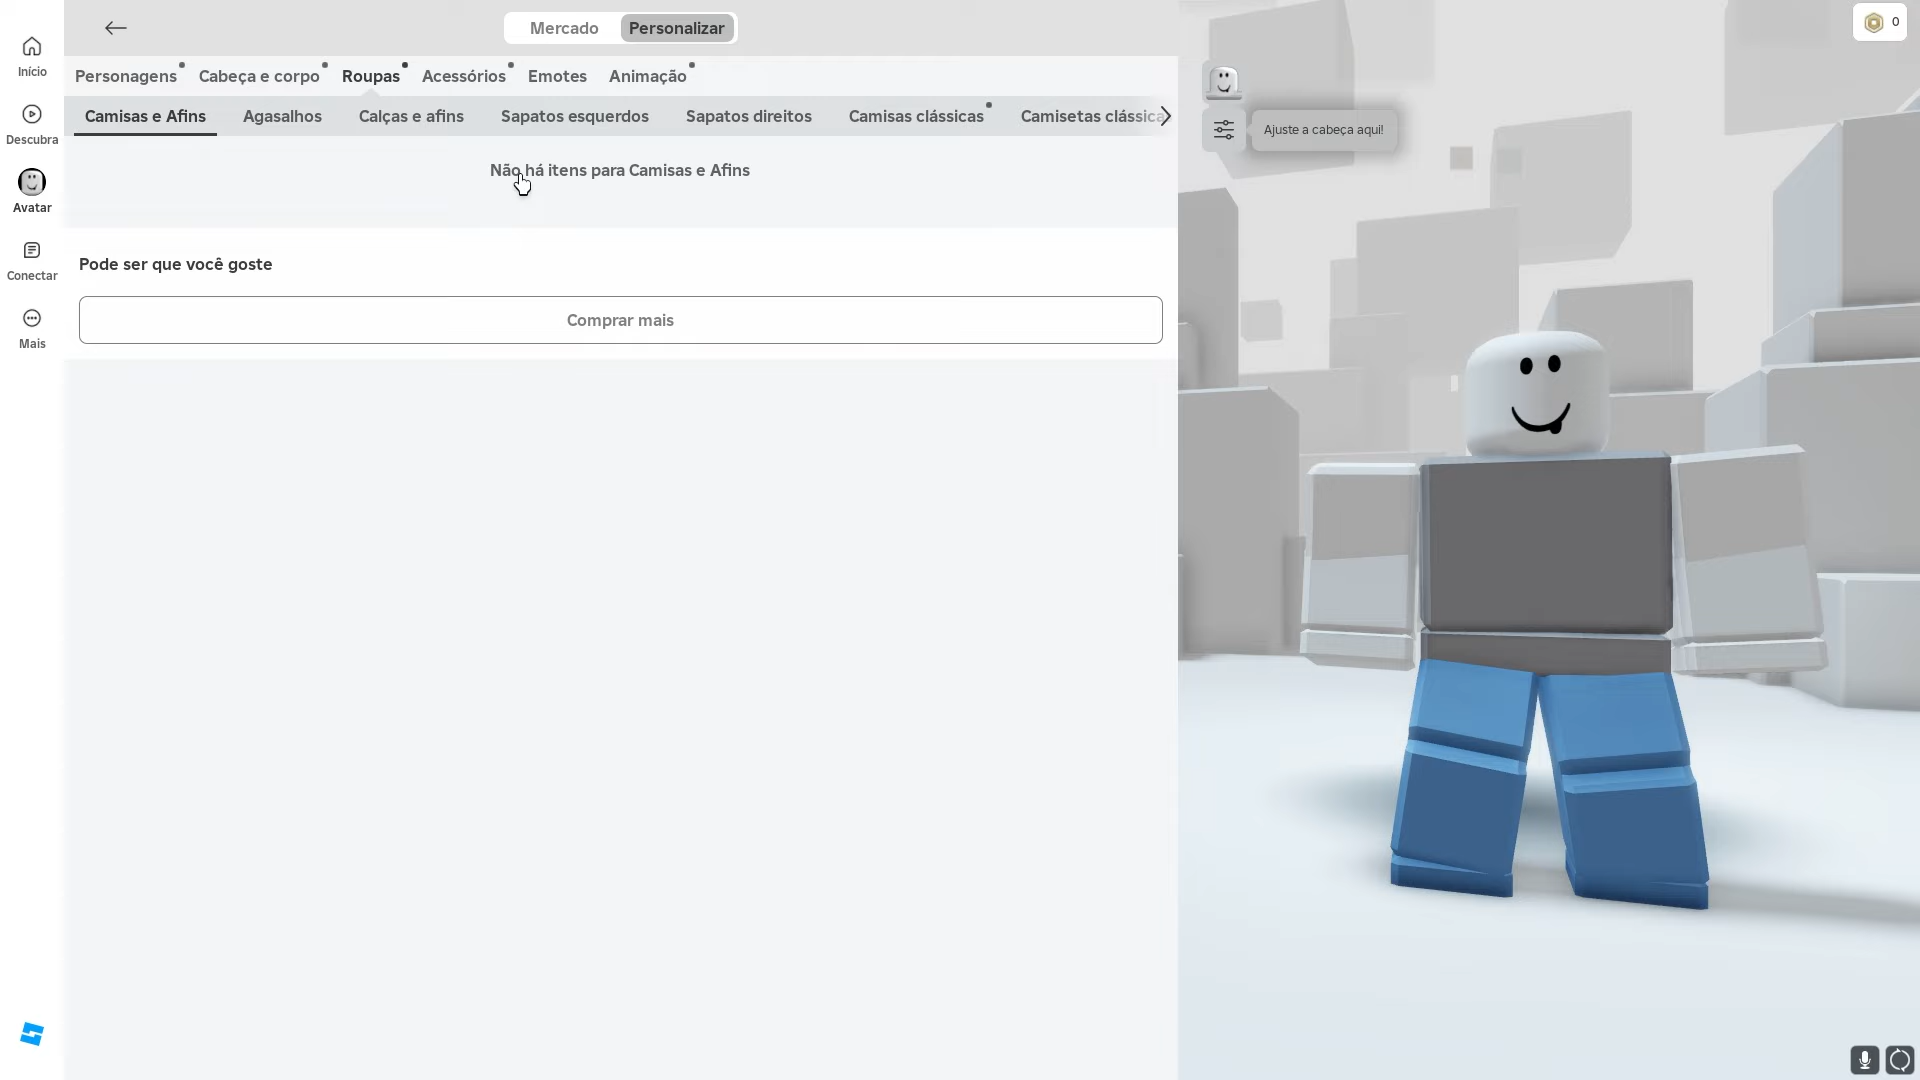 Mercado
Personalizar
0
Início
Descubra
Avatar
Conectar
Mais
Personagens
Cabeça e corpo
Roupas
Acessórios
Emotes
Animação
Camisas e Afins
Agasalhos
Calças e afins
Sapatos esquerdos
Sapatos direitos
Camisas clássicas
Camisetas clássica
Não há itens para Camisas e Afins
Pode ser que você goste
Comprar mais
Ajuste a cabeça aqui!